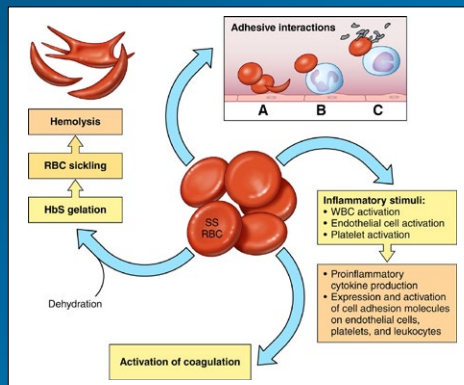 Adhesive interactions
A B C
Hemolysis
RBC sickling
HbS gelation
Dehydration
SS
RBC
Inflammatory stimuli:
• WBC activation
• Endothelial cell activation
• Platelet activation
• Proinflammatory
cytokine production
• Expression and activation
of cell adhesion molecules
on endothelial cells,
platelets, and leukocytes
Activation of coagulation